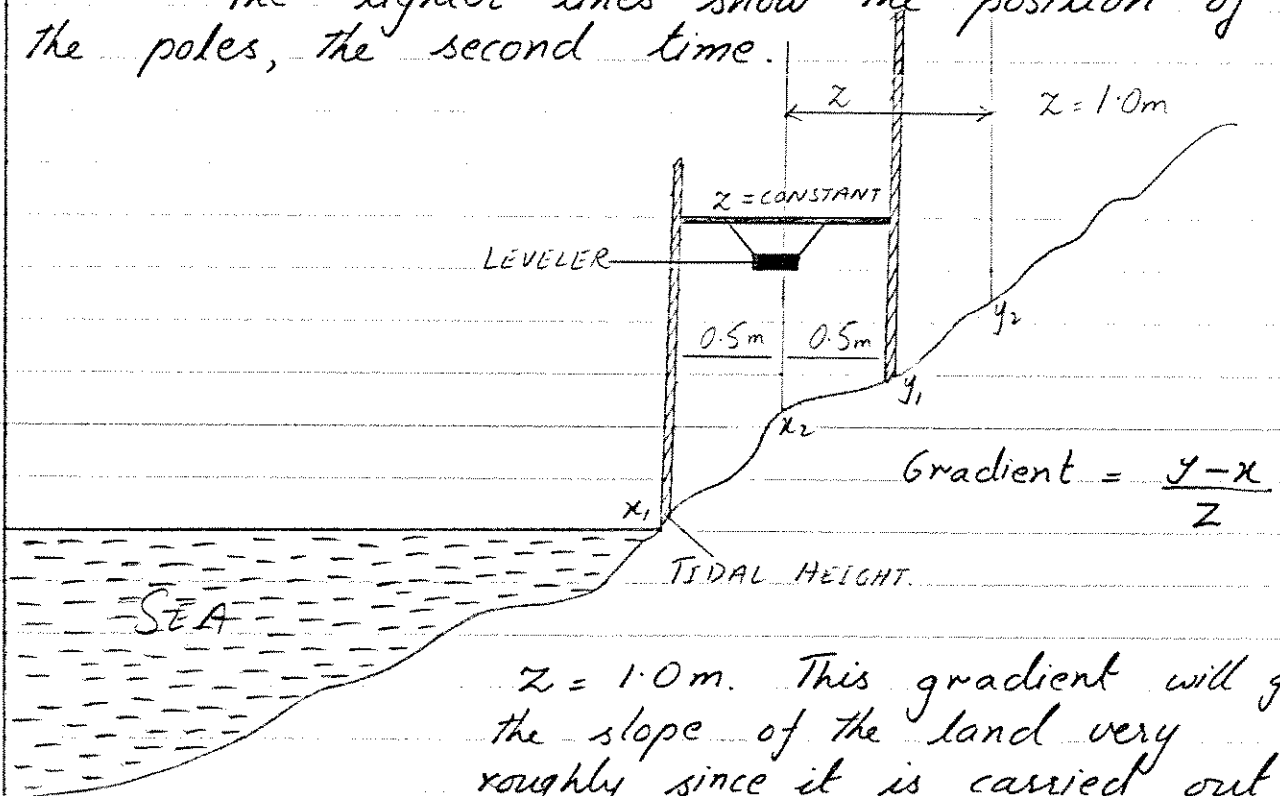 The lighter lines show the position of
the poles, the second time.
Z
Z = 1.0m
Z = CONSTANT
LEVELER
0.5m 0.5m
y₂
y₁
x₂
Gradient = y-x
Z
x₁
TIDAL HEIGHT
SEA
Z = 1.0m. This gradient will g
the slope of the land very
roughly since it is carried out